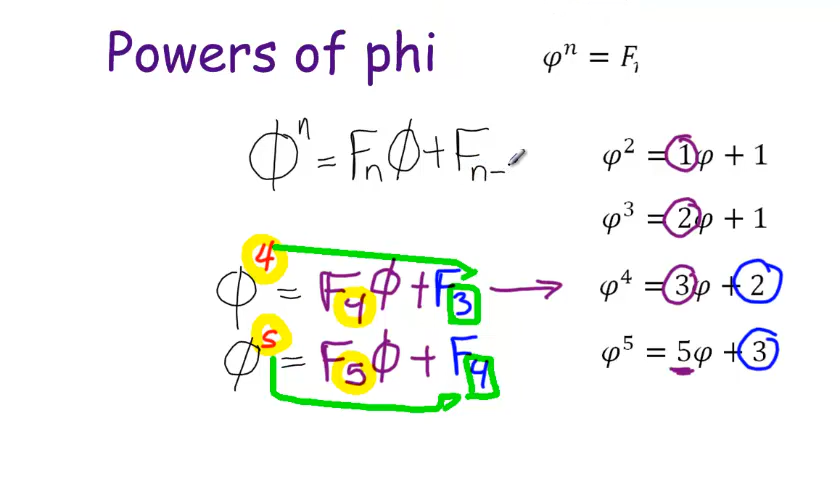 Powers of phi
φⁿ = F
ϕⁿ = Fₙϕ + Fₙ₋
φ² = 1φ + 1
φ³ = 2φ + 1
ϕ⁴ = F₄ϕ + F₃
φ⁴ = 3φ + 2
ϕ⁵ = F₅ϕ + F₄
φ⁵ = 5φ + 3